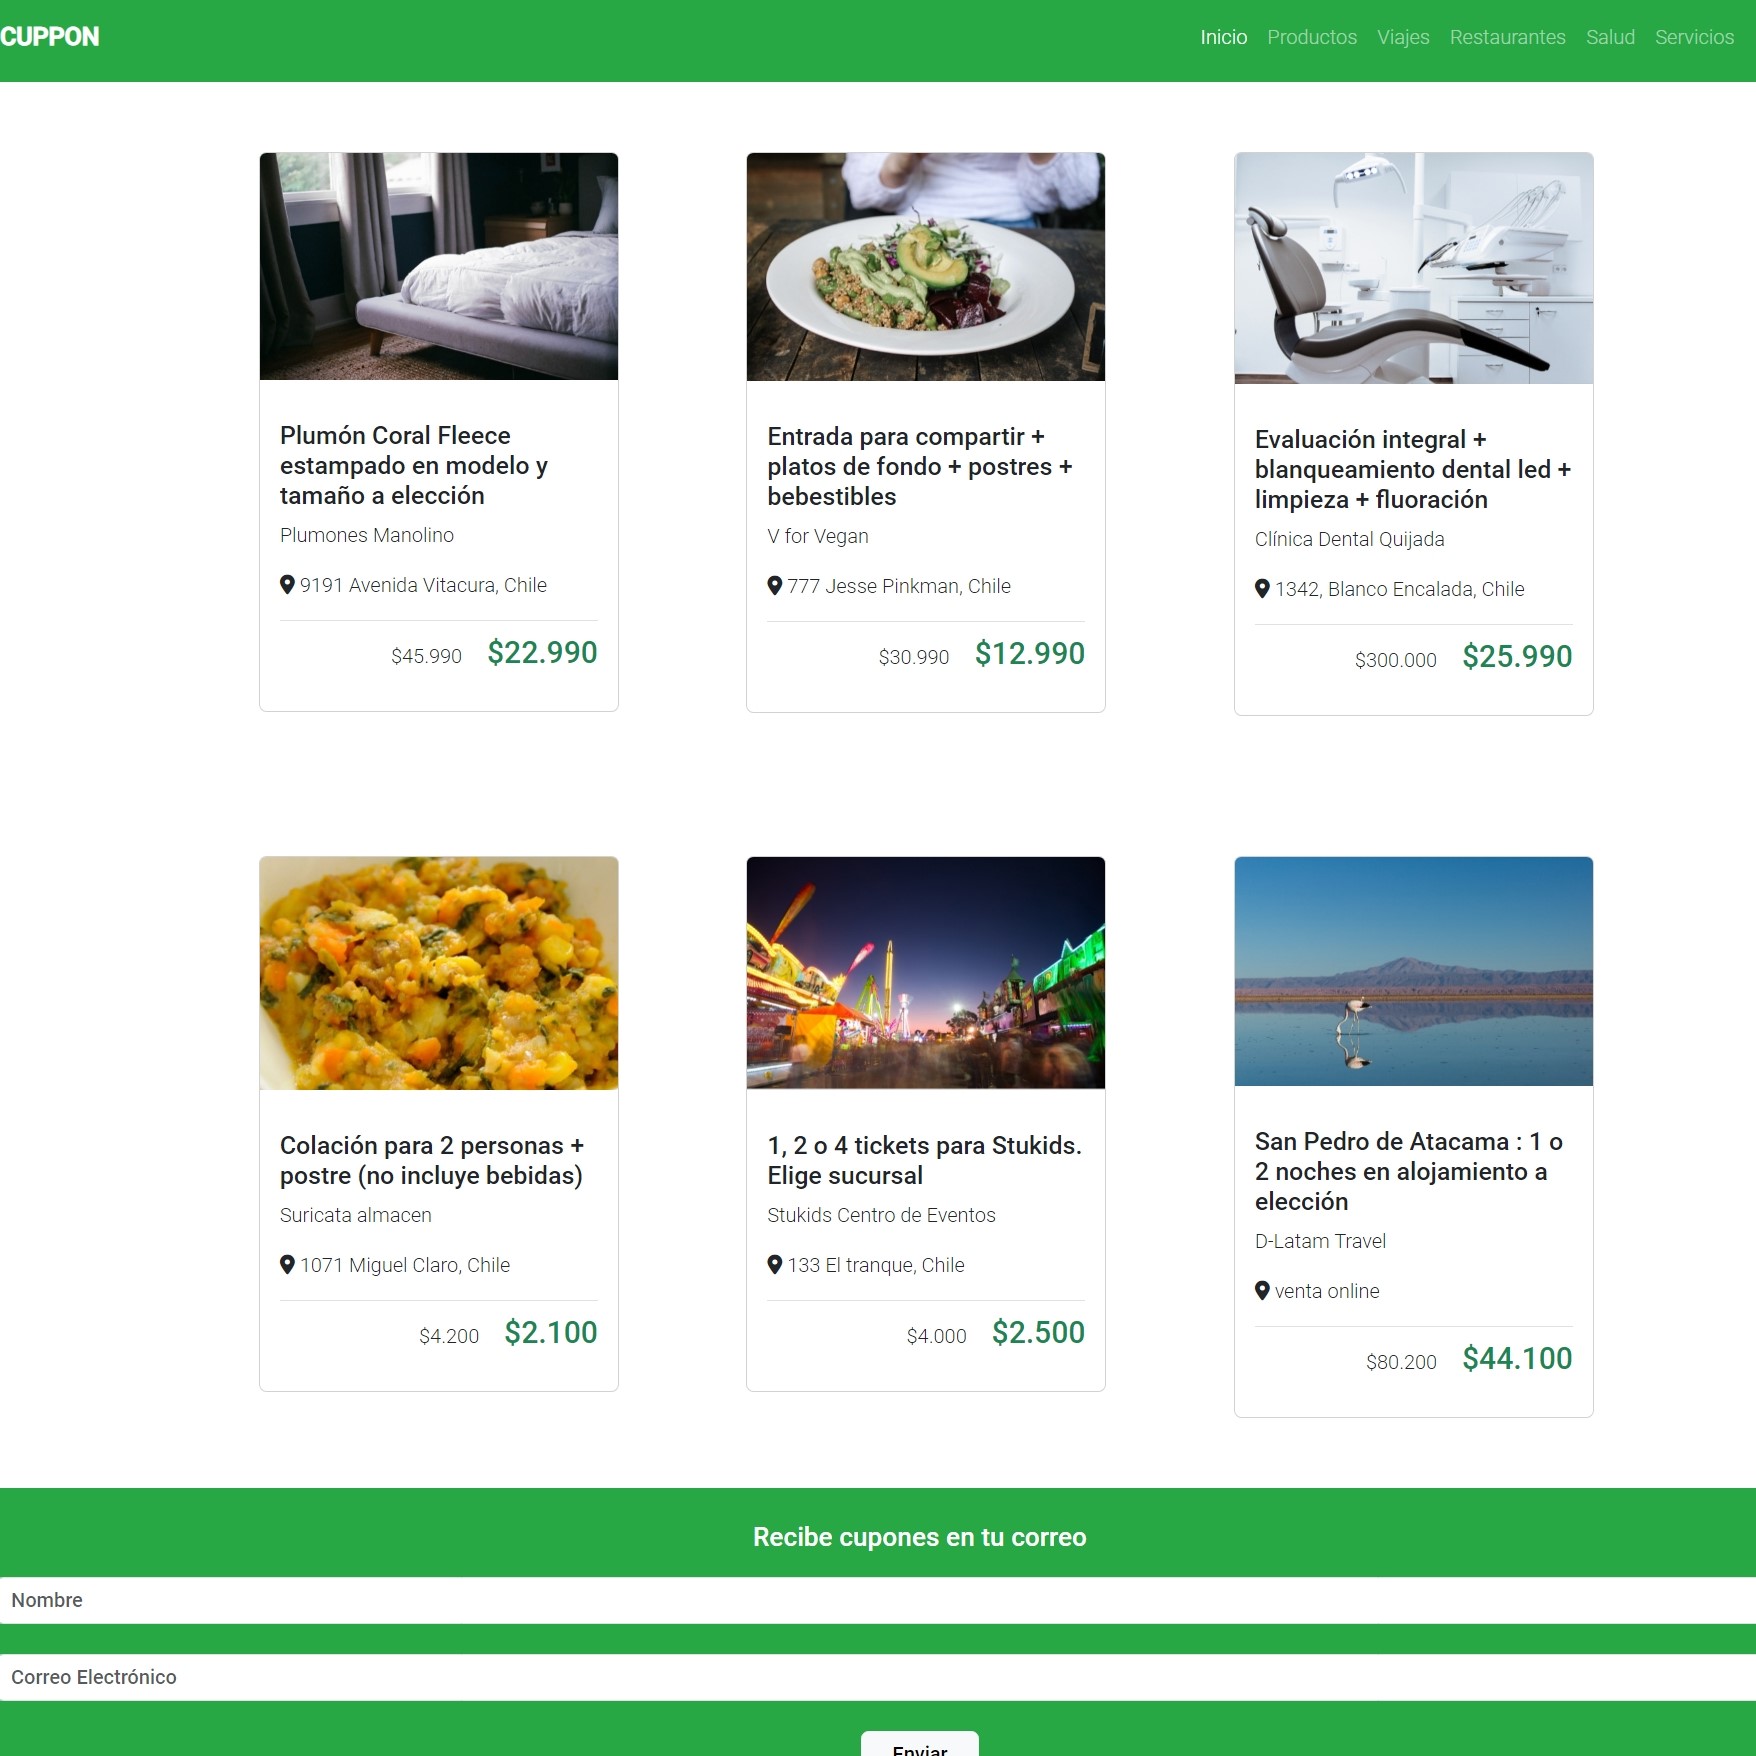 CUPPON
Inicio Productos Viajes Restaurantes Salud Servicios
Plumón Coral Fleece
estampado en modelo y
tamaño a elección
Plumones Manolino
9191 Avenida Vitacura, Chile
$45.990 $22.990
Entrada para compartir +
platos de fondo + postres +
bebestibles
V for Vegan
777 Jesse Pinkman, Chile
$30.990 $12.990
Evaluación integral +
blanqueamiento dental led +
limpieza + fluoración
Clínica Dental Quijada
1342, Blanco Encalada, Chile
$300.000 $25.990
Colación para 2 personas +
postre (no incluye bebidas)
Suricata almacen
1071 Miguel Claro, Chile
$4.200 $2.100
1, 2 o 4 tickets para Stukids.
Elige sucursal
Stukids Centro de Eventos
133 El tranque, Chile
$4.000 $2.500
San Pedro de Atacama : 1 o
2 noches en alojamiento a
elección
D-Latam Travel
venta online
$80.200 $44.100
Recibe cupones en tu correo
Nombre
Correo Electrónico
Enviar